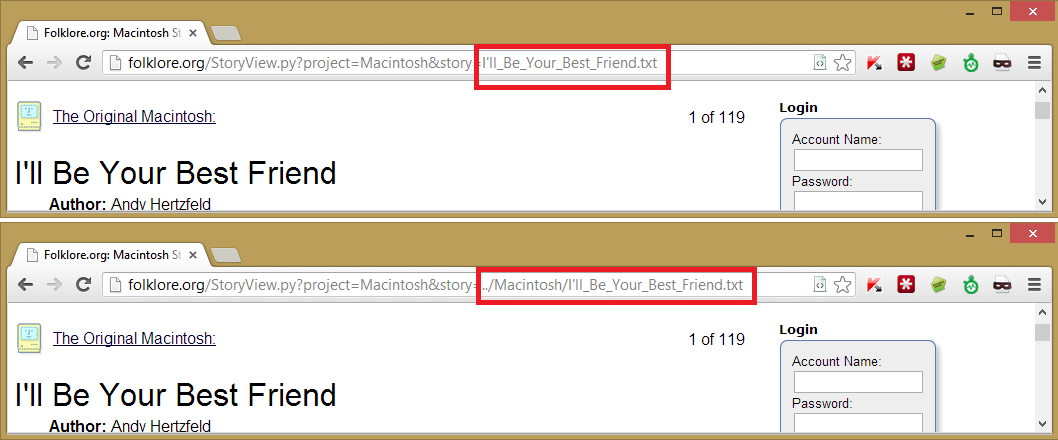 Folklore.org: Macintosh St
folklore.org/StoryView.py?project=Macintosh&story=I'll_Be_Your_Best_Friend.txt
The Original Macintosh:
1 of 119
Login
Account Name:
Password:
I'll Be Your Best Friend
Author: Andy Hertzfeld
Folklore.org: Macintosh St
folklore.org/StoryView.py?project=Macintosh&story=../Macintosh/I'll_Be_Your_Best_Friend.txt
The Original Macintosh:
1 of 119
Login
Account Name:
Password:
I'll Be Your Best Friend
Author: Andy Hertzfeld